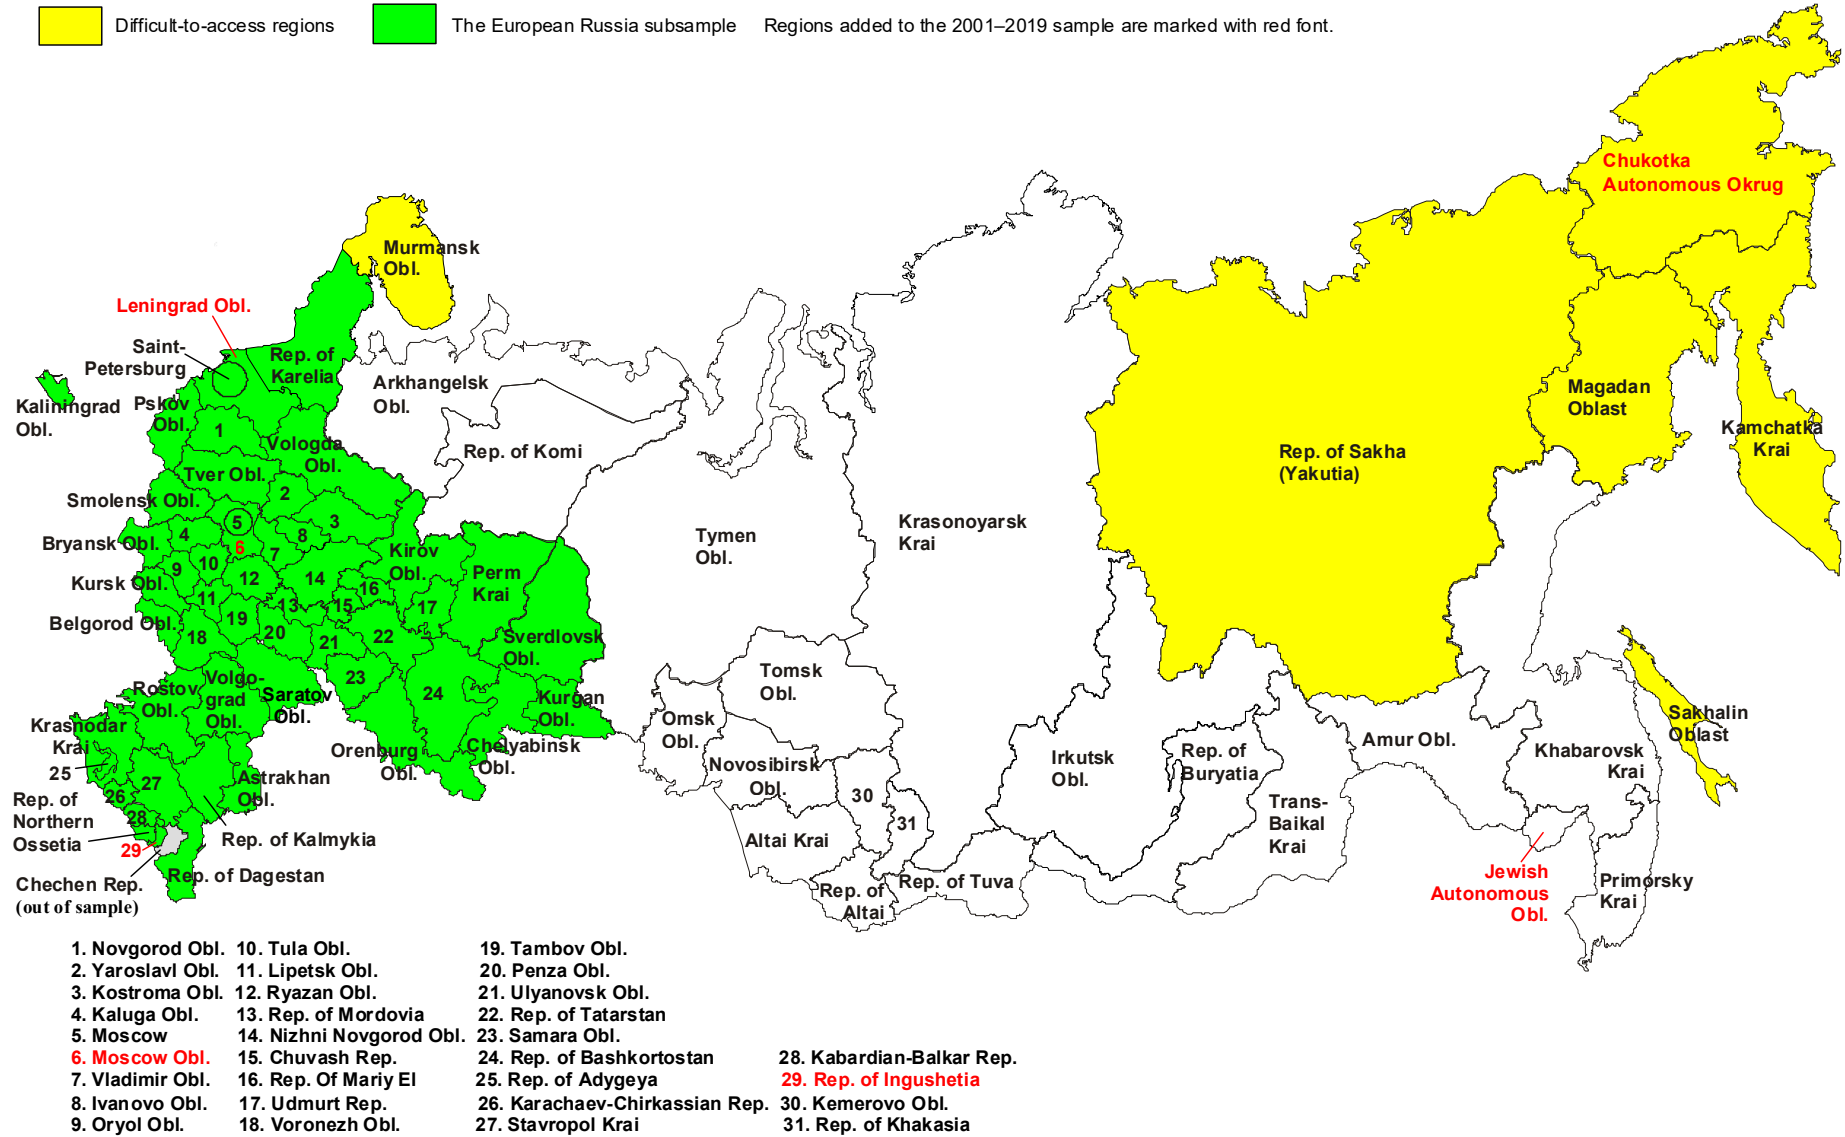 Difficult-to-access regions
The European Russia subsample
Regions added to the 2001–2019 sample are marked with red font.
Chukotka
Autonomous Okrug
Murmansk
Obl.
Leningrad Obl.
Saint-
Petersburg
Rep. of
Karelia
Arkhangelsk
Obl.
Kaliningrad
Obl.
Pskov
Obl.
1
Vologda
Obl.
Rep. of Komi
Magadan
Oblast
Kamchatka
Krai
Rep. of Sakha
(Yakutia)
Tver Obl.
2
Smolensk Obl.
5
3
4
8
Bryansk Obl.
6
7
Kirov
Obl.
Tymen
Obl.
Krasonoyarsk
Krai
9
10
12
14
16
Perm
Krai
Kursk Obl.
11
13
15
17
Belgorod Obl.
18
19
20
21
22
Sverdlovsk
Obl.
23
24
Rostov
Obl.
Volgo-
grad
Obl.
Saratov
Obl.
Kurgan
Obl.
Tomsk
Obl.
Omsk
Obl.
Krasnodar
Krai
Orenburg
Obl.
Chelyabinsk
Obl.
Novosibirsk
Obl.
Irkutsk
Obl.
Rep. of
Buryatia
Amur Obl.
Khabarovsk
Krai
Sakhalin
Oblast
25
26
27
Astrakhan
Obl.
30
31
Trans-
Baikal
Krai
Rep. of
Northern
Ossetia
28
29
Rep. of Kalmykia
Altai Krai
Chechen Rep.
(out of sample)
Rep. of Dagestan
Rep. of
Altai
Rep. of Tuva
Jewish
Autonomous
Obl.
Primorsky
Krai
1. Novgorod Obl.
2. Yaroslavl Obl.
3. Kostroma Obl.
4. Kaluga Obl.
5. Moscow
6. Moscow Obl.
7. Vladimir Obl.
8. Ivanovo Obl.
9. Oryol Obl.
10. Tula Obl.
11. Lipetsk Obl.
12. Ryazan Obl.
13. Rep. of Mordovia
14. Nizhni Novgorod Obl.
15. Chuvash Rep.
16. Rep. Of Mariy El
17. Udmurt Rep.
18. Voronezh Obl.
19. Tambov Obl.
20. Penza Obl.
21. Ulyanovsk Obl.
22. Rep. of Tatarstan
23. Samara Obl.
24. Rep. of Bashkortostan
25. Rep. of Adygeya
26. Karachaev-Chirkassian Rep.
27. Stavropol Krai
28. Kabardian-Balkar Rep.
29. Rep. of Ingushetia
30. Kemerovo Obl.
31. Rep. of Khakasia